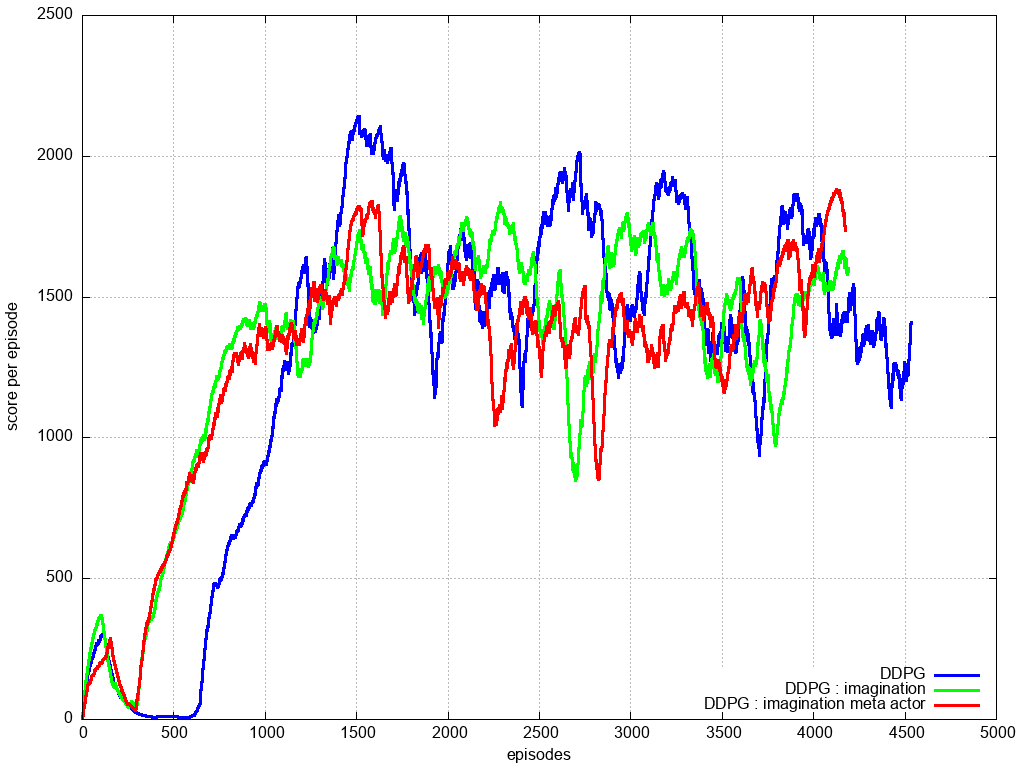 2500
2000
1500
1000
500
0
score per episode
DDPG
DDPG : imagination
DDPG : imagination meta actor
0 500 1000 1500 2000 2500 3000 3500 4000 4500 5000
episodes